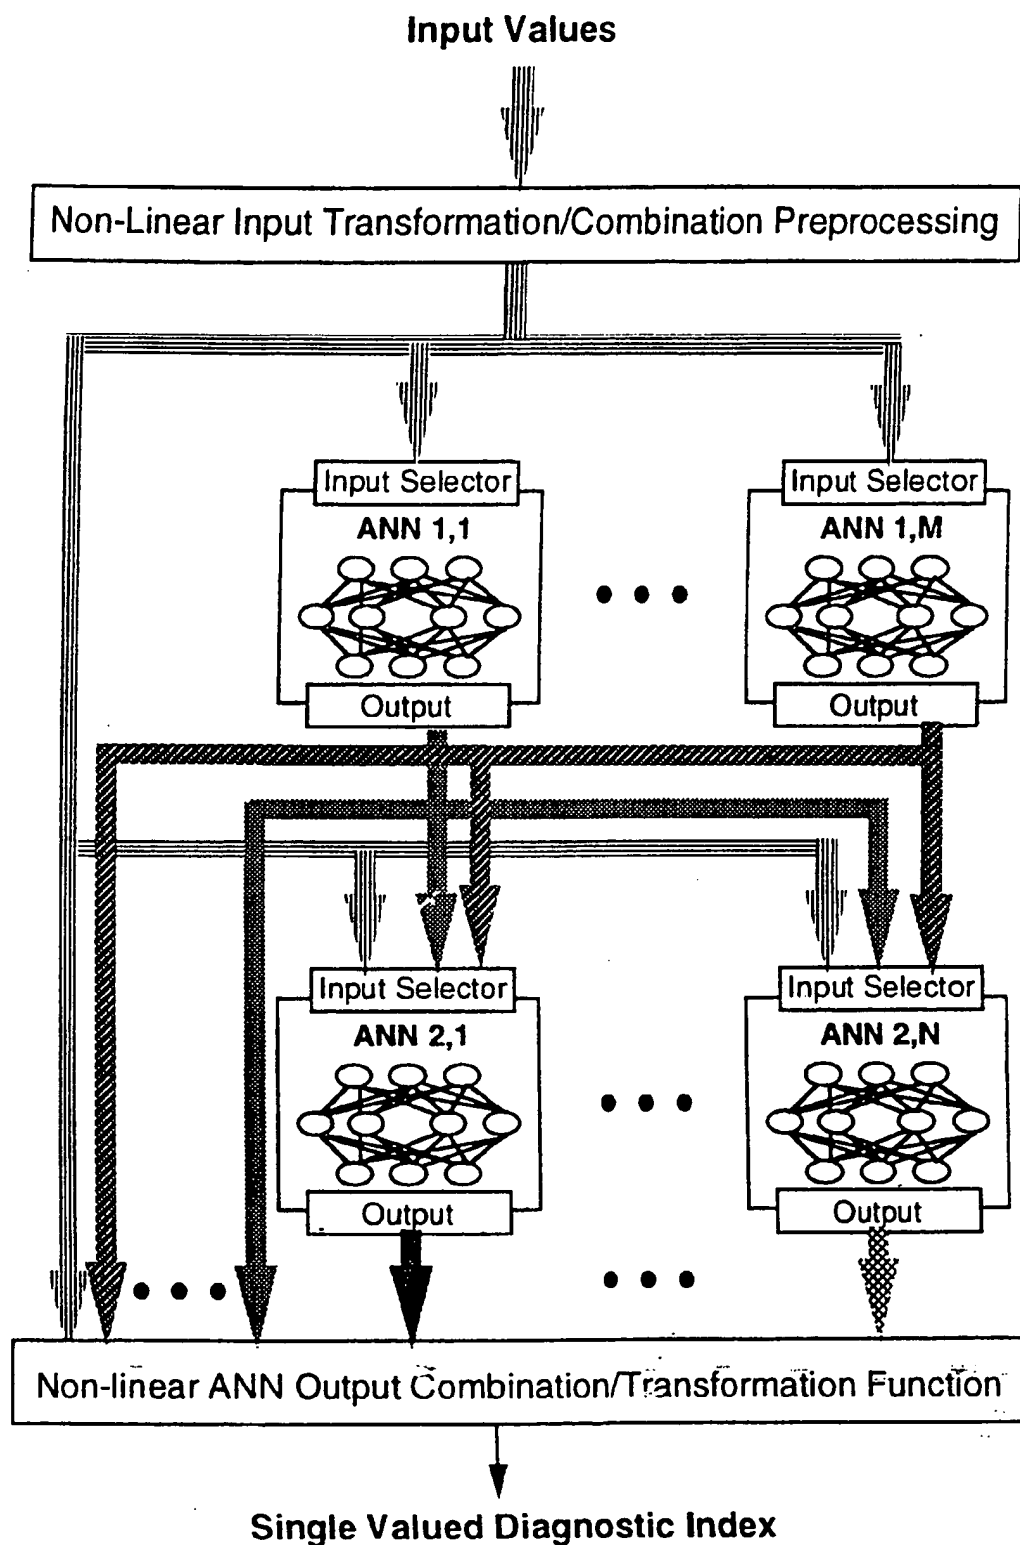 Input Values
Non-Linear Input Transformation/Combination Preprocessing
Input Selector
Input Selector
ANN 1,1
ANN 1,M
Output
Output
Input Selector
Input Selector
ANN 2,1
ANN 2,N
Output
Output
Non-linear ANN Output Combination/Transformation Function
Single Valued Diagnostic Index